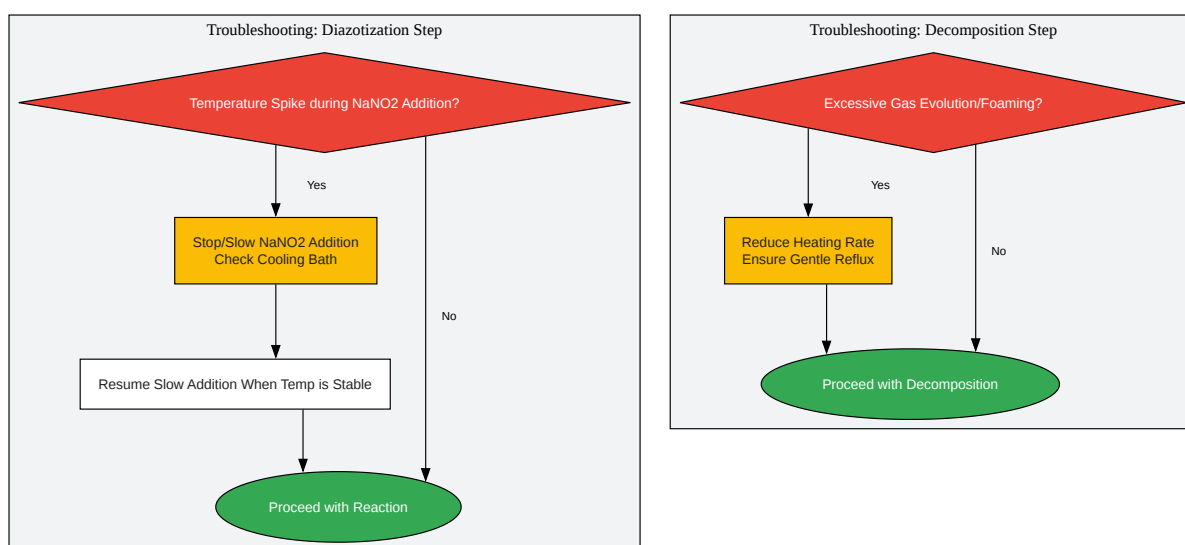 Troubleshooting: Diazotization Step
Temperature Spike during NaNO2 Addition?
Yes
Stop/Slow NaNO2 Addition
Check Cooling Bath
No
Resume Slow Addition When Temp is Stable
Proceed with Reaction
Troubleshooting: Decomposition Step
Excessive Gas Evolution/Foaming?
Yes
Reduce Heating Rate
Ensure Gentle Reflux
No
Proceed with Decomposition